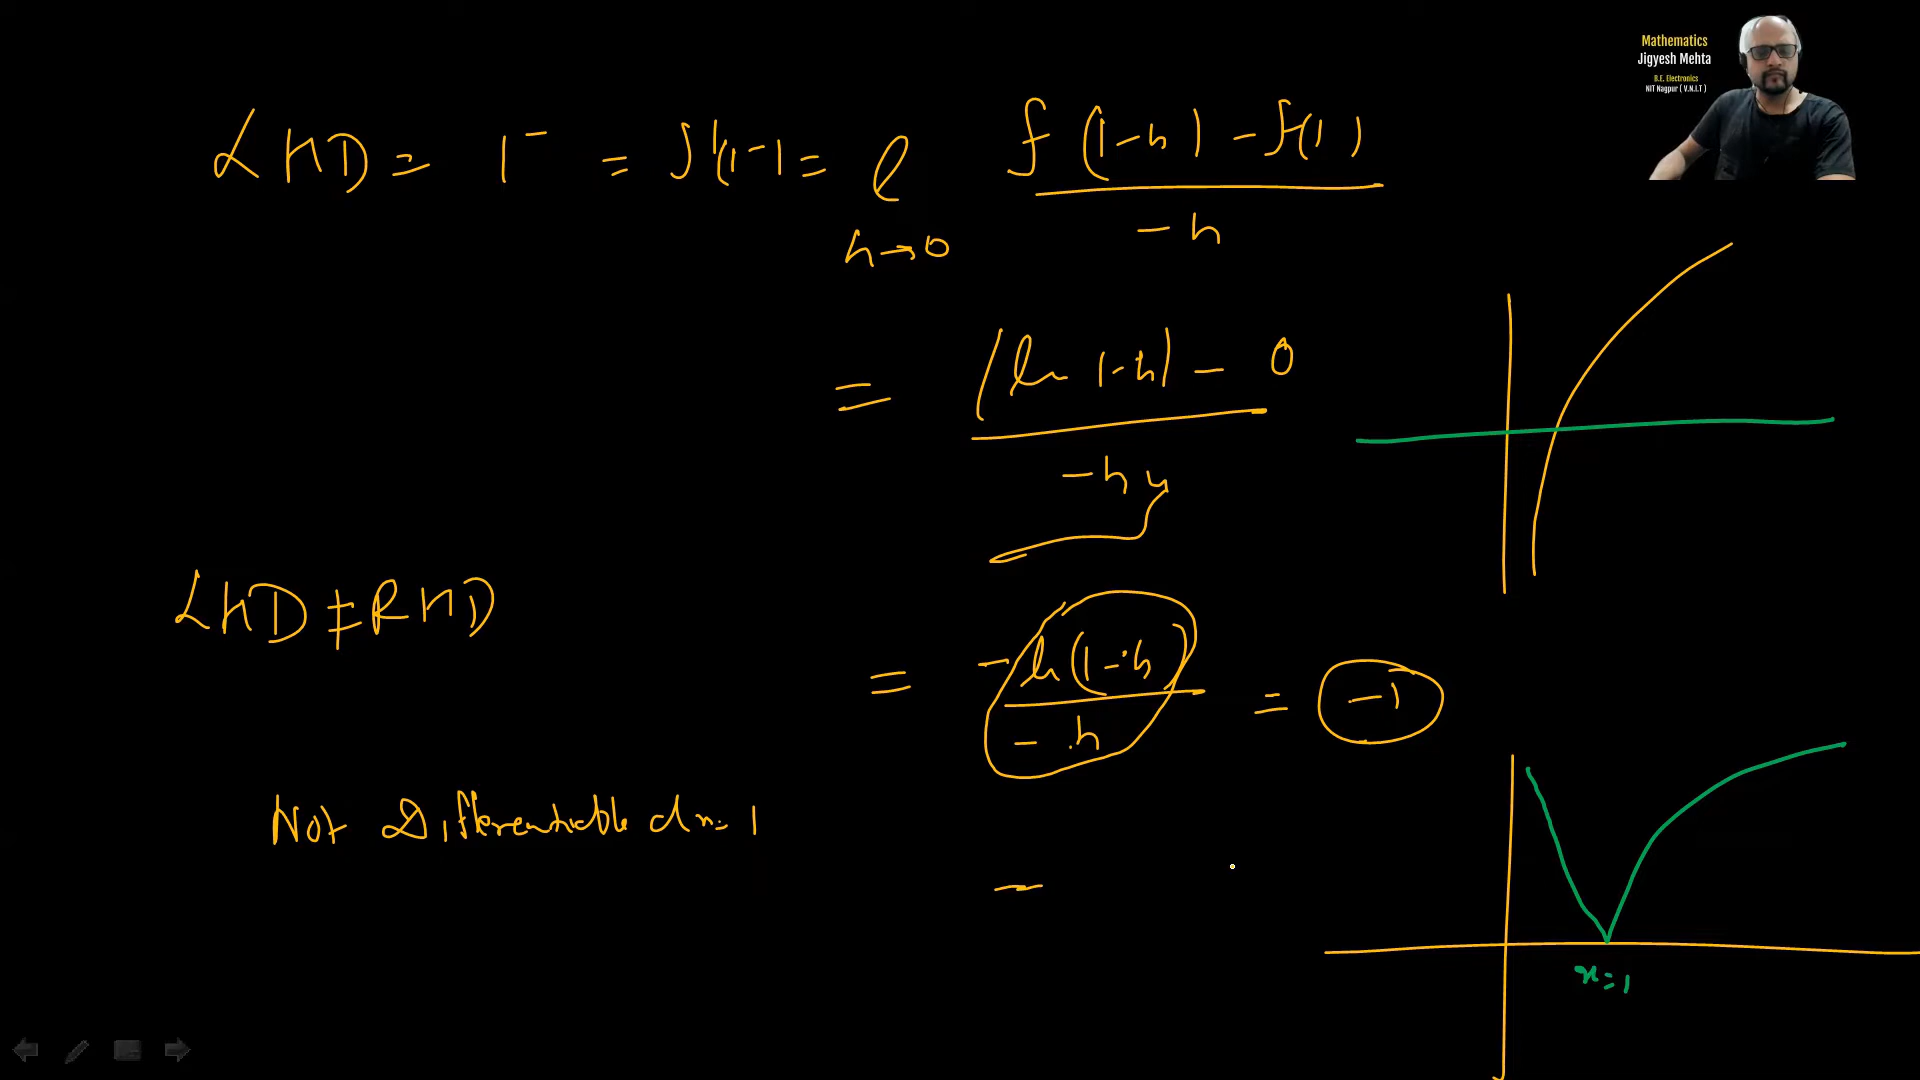 Mathematics
Jigyesh Mehta
B.E. Electronics
NIT Nagpur ( V.N.I.T )
LHD = 1⁻ = f'(1-) = l h→0 f(1-h) - f(1) / -h
= |ln 1-h| - 0 / -h
LHD ≠ RHD
= -ln(1-h) / -h = -1
Not Differentiable at x=1
x=1